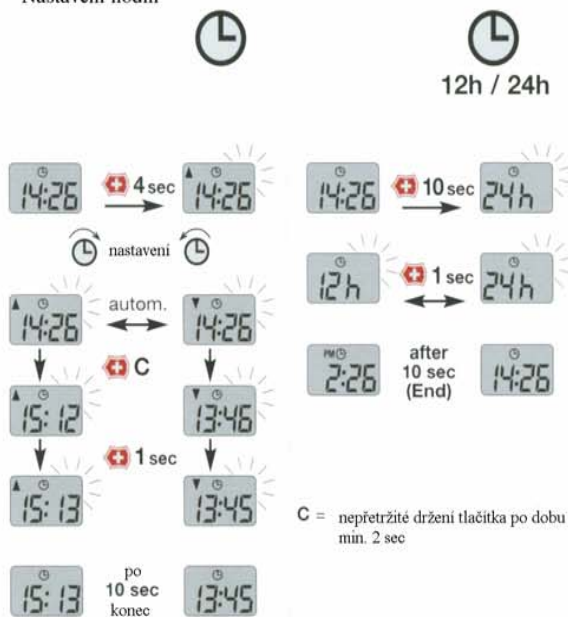 Nastavení hodin
12h / 24h
14:26
4 sec
14:26
nastavení
14:26
autom.
14:26
C
15:12
13:46
1 sec
15:13
13:45
15:13
po
10 sec
konec
13:45
14:26
10 sec
24h
12h
1 sec
24h
PM
2:26
after
10 sec
(End)
14:26
C = nepřetržité držení tlačítka po dobu
min. 2 sec